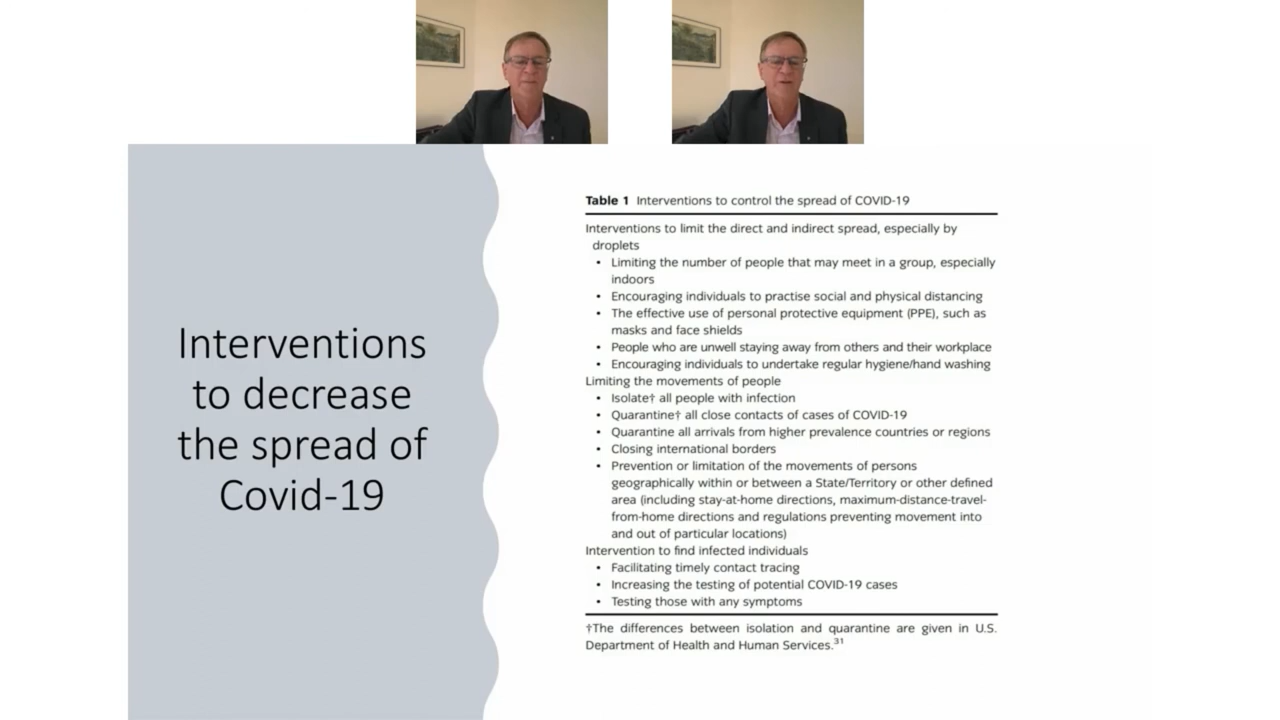 Interventions
to decrease
the spread of
Covid-19
Table 1 Interventions to control the spread of COVID-19
Interventions to limit the direct and indirect spread, especially by
droplets
• Limiting the number of people that may meet in a group, especially
indoors
• Encouraging individuals to practise social and physical distancing
• The effective use of personal protective equipment (PPE), such as
masks and face shields
• People who are unwell staying away from others and their workplace
• Encouraging individuals to undertake regular hygiene/hand washing
Limiting the movements of people
• Isolate† all people with infection
• Quarantine† all close contacts of cases of COVID-19
• Quarantine all arrivals from higher prevalence countries or regions
• Closing international borders
• Prevention or limitation of the movements of persons
geographically within or between a State/Territory or other defined
area (including stay-at-home directions, maximum-distance-travel-
from-home directions and regulations preventing movement into
and out of particular locations)
Intervention to find infected individuals
• Facilitating timely contact tracing
• Increasing the testing of potential COVID-19 cases
• Testing those with any symptoms
†The differences between isolation and quarantine are given in U.S.
Department of Health and Human Services.31